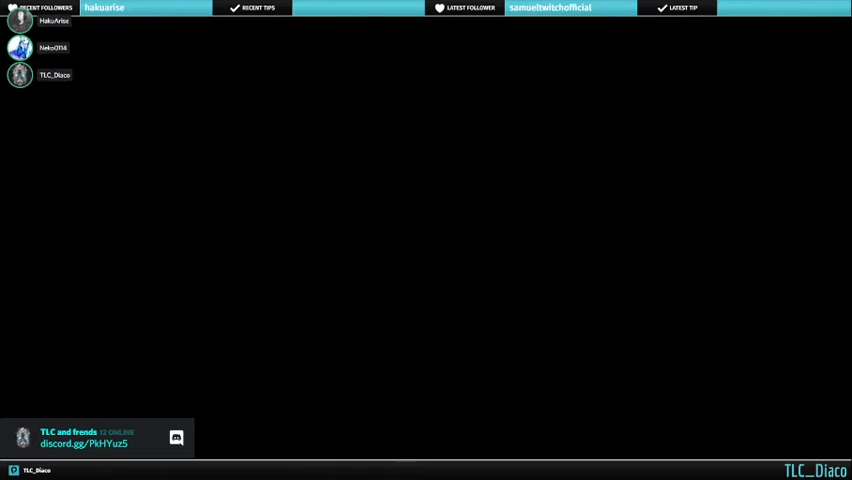 RECENT FOLLOWERS hakuarise RECENT TIPS LATEST FOLLOWER samueltwitchofficial LATEST TIP
HakuArise
Neko0114
TLC_Diaco
TLC and frends 12 ONLINE
discord.gg/PkHYuz5
TLC_Diaco TLC_Diaco